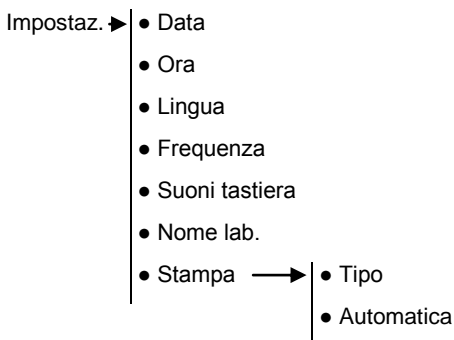 Impostaz. ● Data
● Ora
● Lingua
● Frequenza
● Suoni tastiera
● Nome lab.
● Stampa ● Tipo
● Automatica